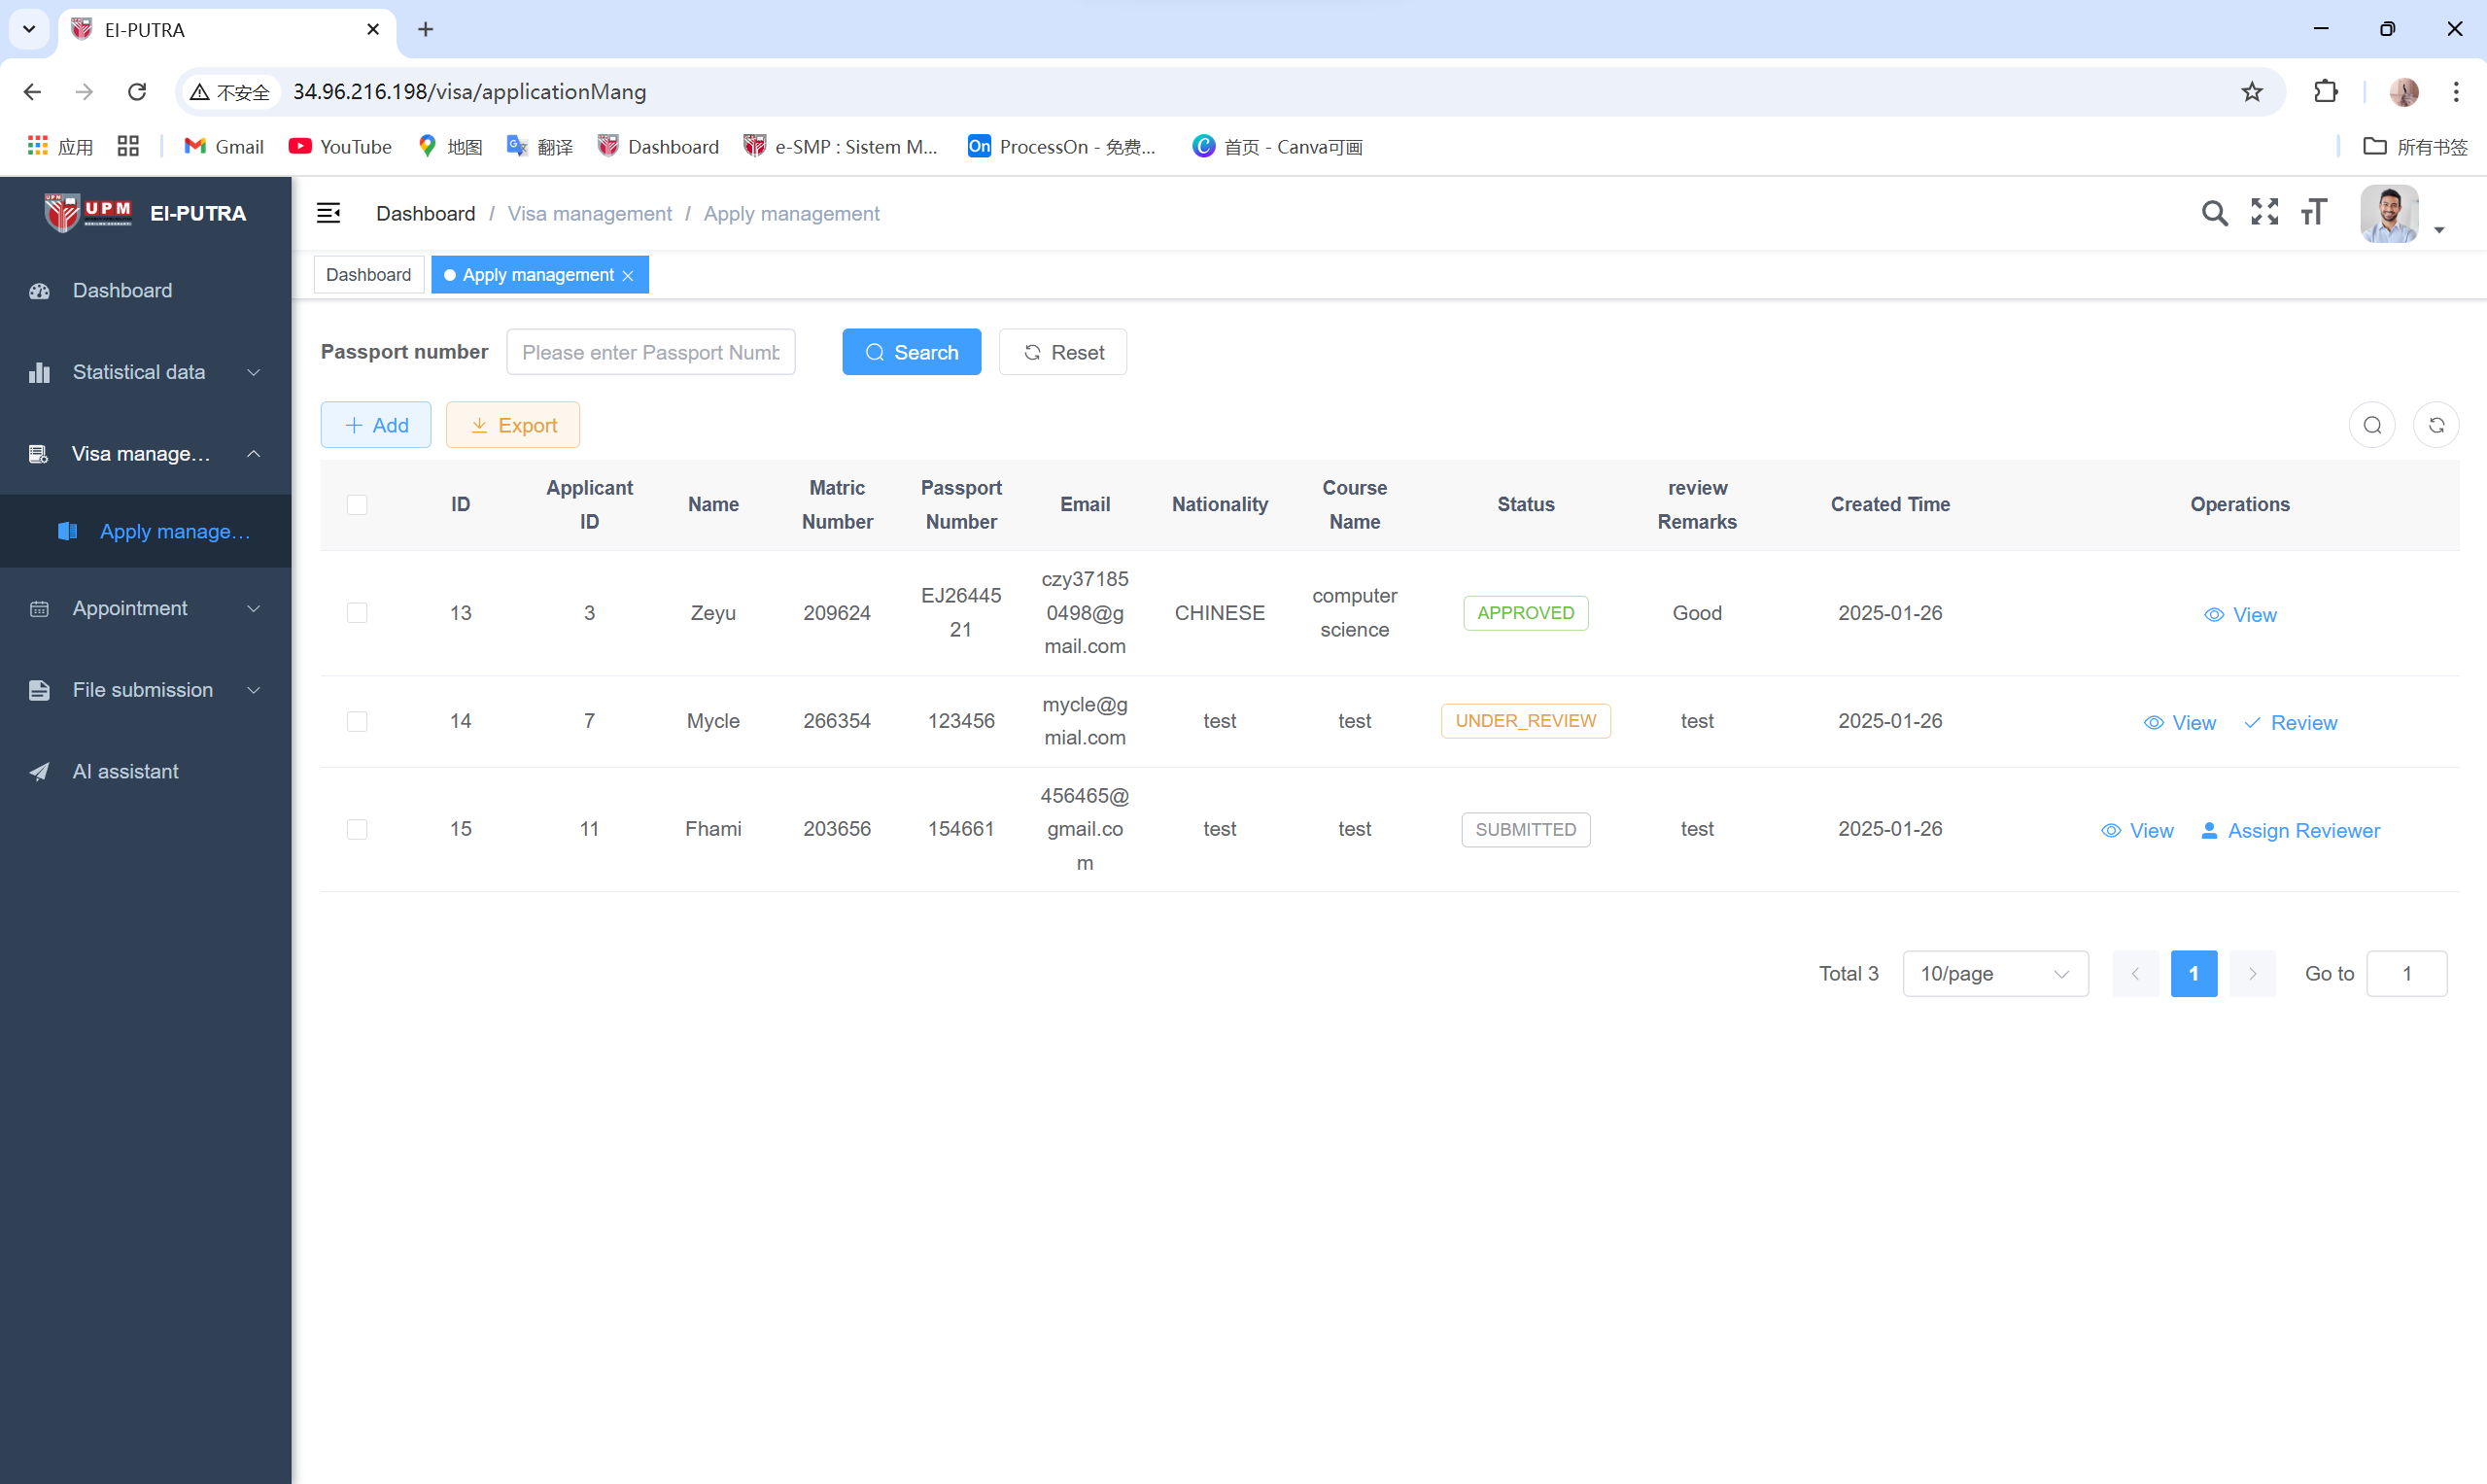 EI-PUTRA
不安全
34.96.216.198/visa/applicationMang
应用
Gmail
YouTube
地图
翻译
Dashboard
e-SMP : Sistem M...
ProcessOn - 免费...
首页 - Canva可画
所有书签
UPM
EI-PUTRA
Dashboard / Visa management / Apply management
Dashboard
Statistical data
Visa manage...
Apply manage...
Appointment
File submission
AI assistant
Dashboard
Apply management
Passport number
Please enter Passport Numb
Search
Reset
Add
Export
ID
Applicant
ID
Name
Matric
Number
Passport
Number
Email
Nationality
Course
Name
Status
review
Remarks
Created Time
Operations
13
3
Zeyu
209624
EJ26445
21
czy37185
0498@g
mail.com
CHINESE
computer
science
APPROVED
Good
2025-01-26
View
14
7
Mycle
266354
123456
mycle@g
mial.com
test
test
UNDER_REVIEW
test
2025-01-26
View
Review
15
11
Fhami
203656
154661
456465@
gmail.co
m
test
test
SUBMITTED
test
2025-01-26
View
Assign Reviewer
Total 3
10/page
1
Go to
1